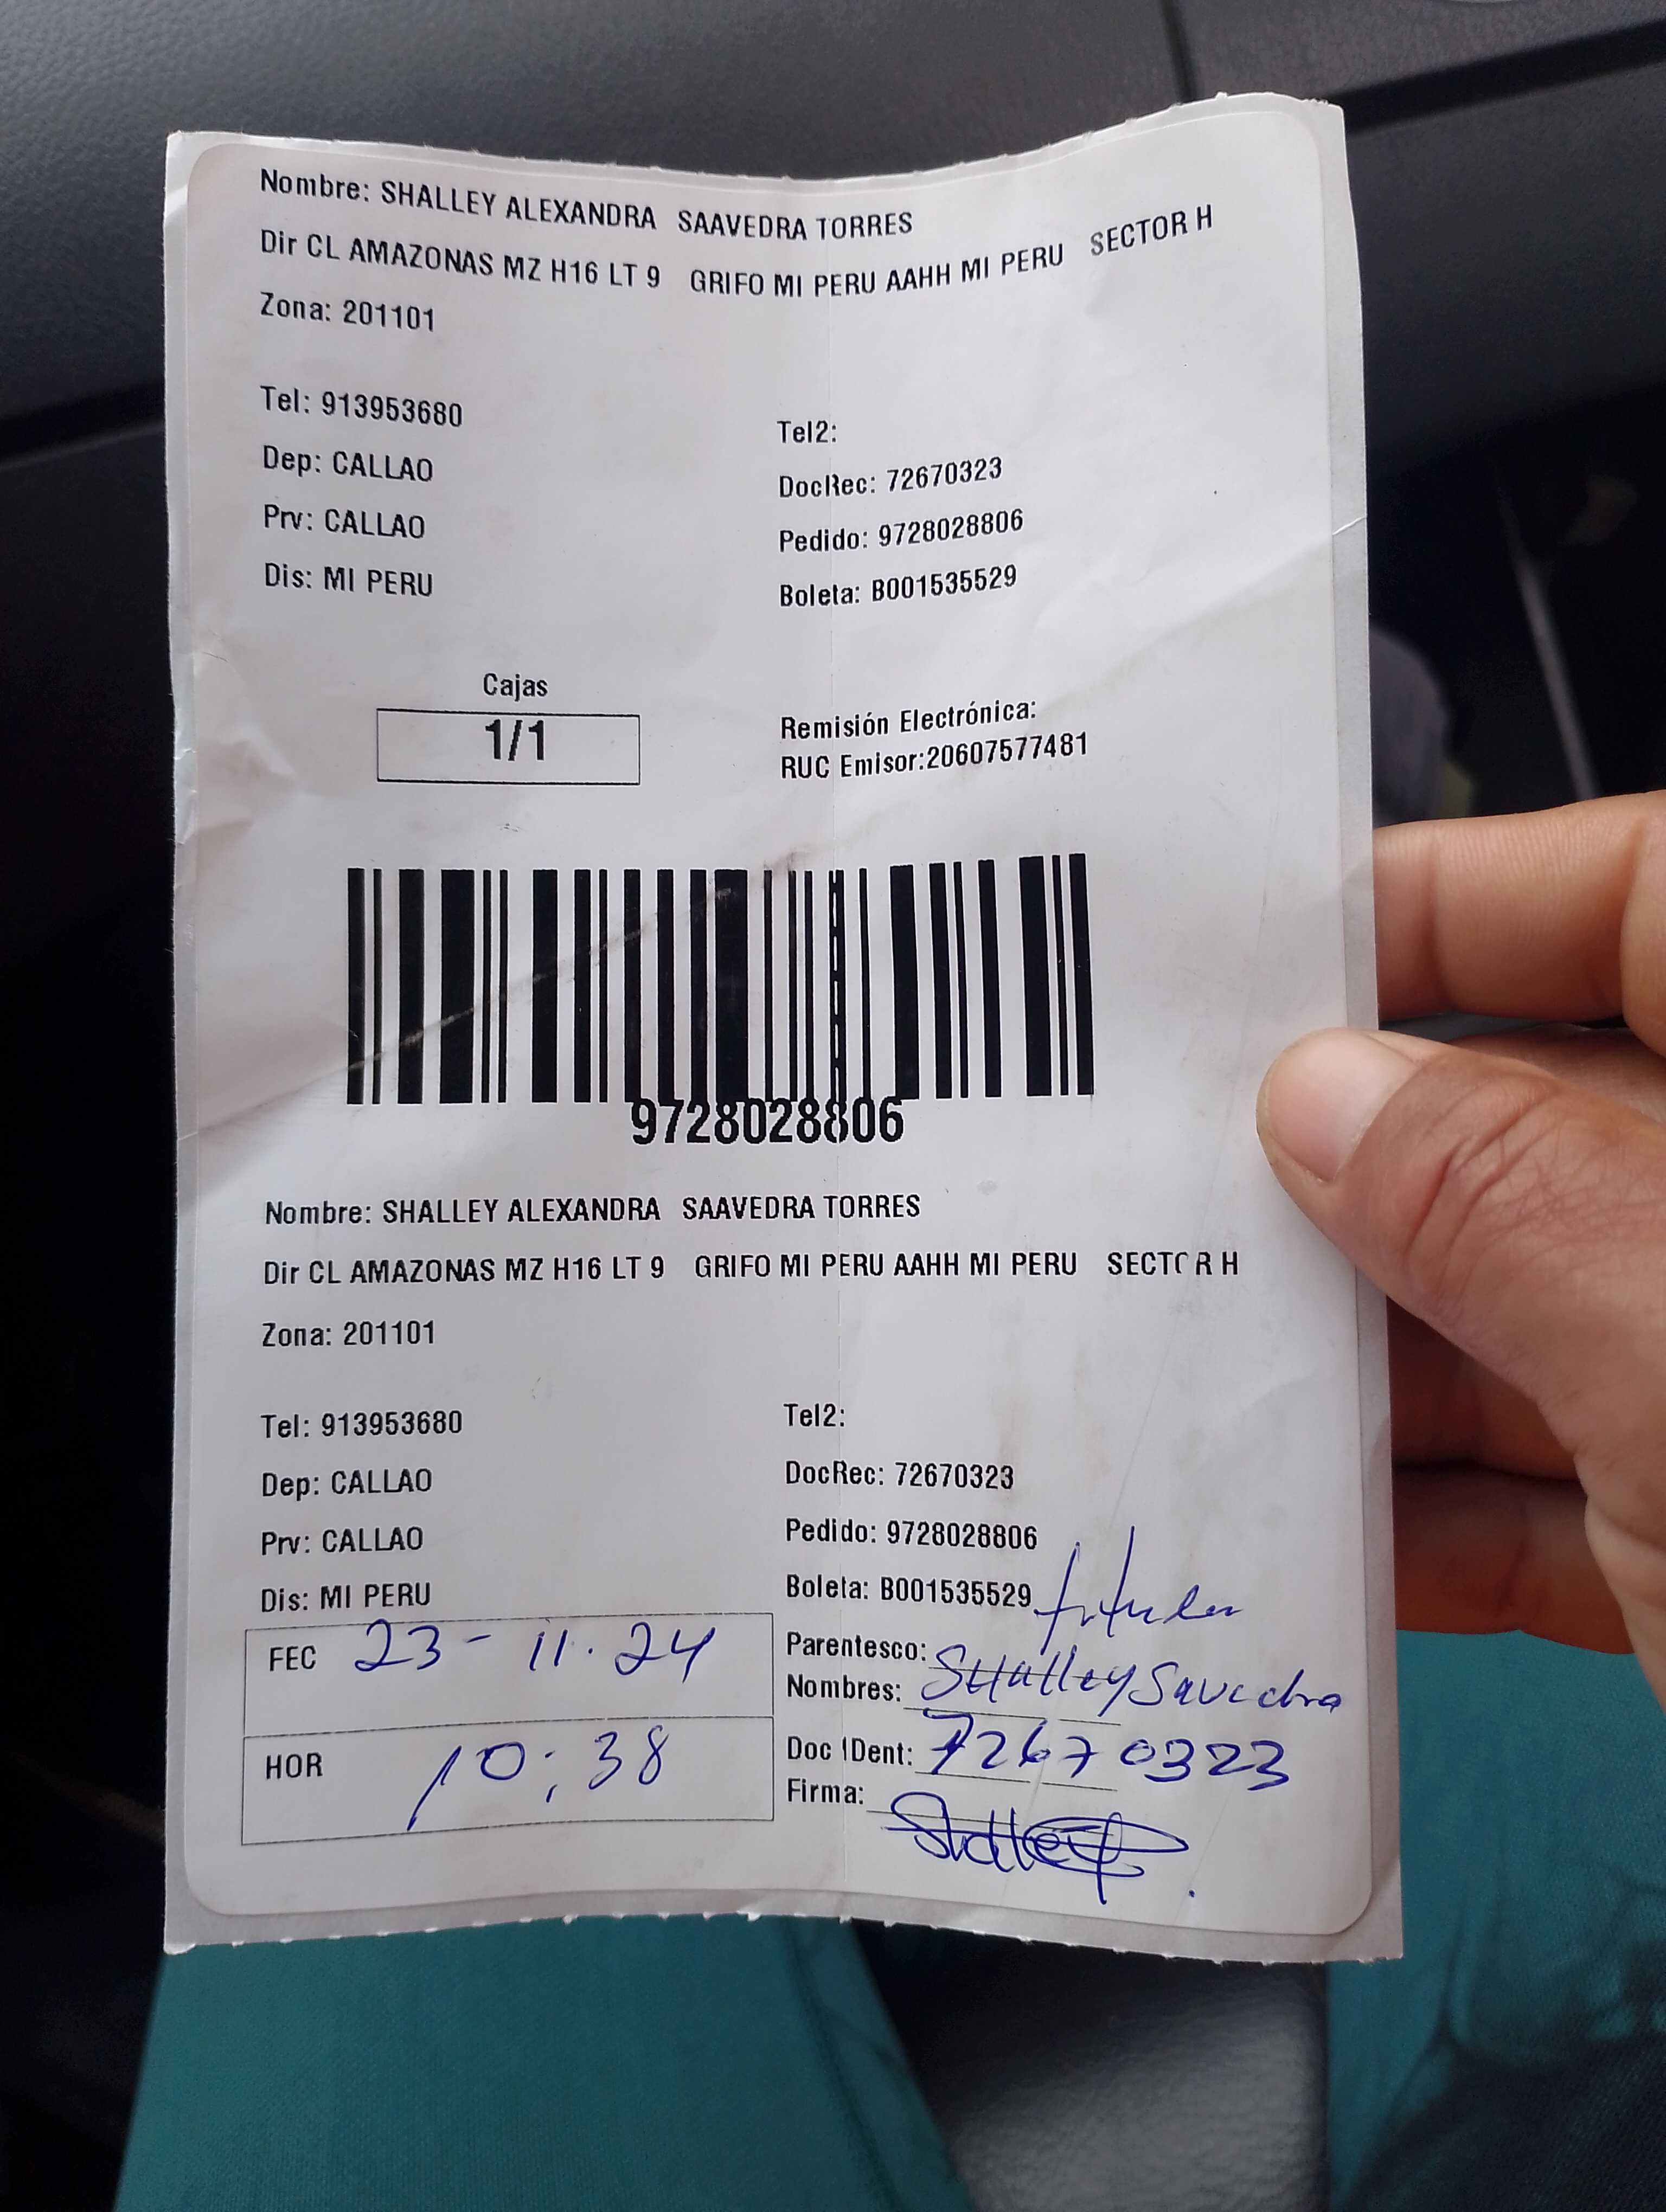 Nombre: SHALLEY ALEXANDRA SAAVEDRA TORRES
Dir CL AMAZONAS MZ H16 LT 9 GRIFO MI PERU AAHH MI PERU SECTOR H
Zona: 201101
Tel: 913953680
Tel2:
Dep: CALLAO
DocRec: 72670323
Prv: CALLAO
Pedido: 9728028806
Dis: MI PERU
Boleta: B001535529
Cajas
1/1
Remisión Electrónica:
RUC Emisor:20607577481
9728028806
Nombre: SHALLEY ALEXANDRA SAAVEDRA TORRES
Dir CL AMAZONAS MZ H16 LT 9 GRIFO MI PERU AAHH MI PERU SECTOR H
Zona: 201101
Tel: 913953680
Tel2:
Dep: CALLAO
DocRec: 72670323
Prv: CALLAO
Pedido: 9728028806
Dis: MI PERU
Boleta: B001535529
FEC 23-11.24
Parentesco: titular
Nombres: SHalley Savedra
HOR 10:38
Doc IDent: 72670323
Firma: